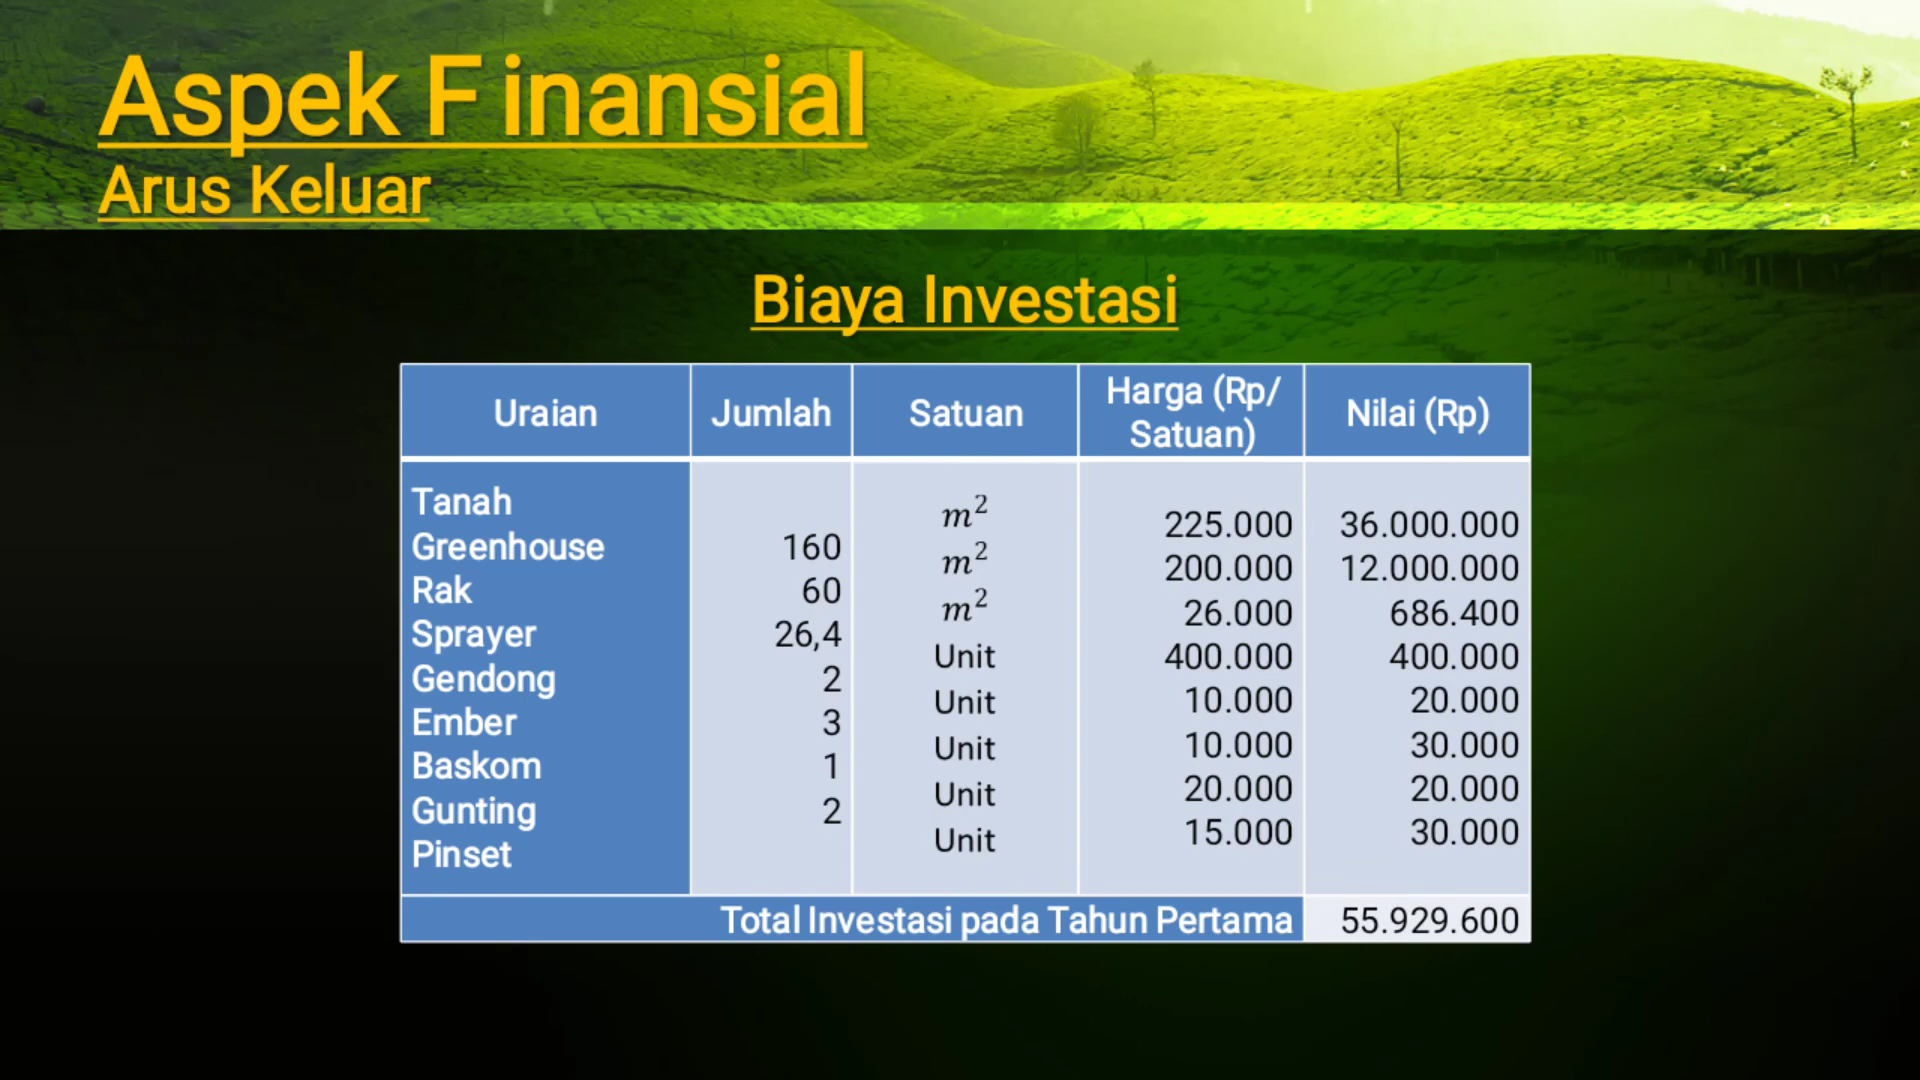 Aspek Finansial
Arus Keluar
Biaya Investasi
Uraian Jumlah Satuan Harga (Rp/ Satuan) Nilai (Rp)
Tanah
Greenhouse
Rak
Sprayer
Gendong
Ember
Baskom
Gunting
Pinset
160
60
26,4
2
3
1
2
m²
m²
m²
Unit
Unit
Unit
Unit
Unit
225.000
200.000
26.000
400.000
10.000
10.000
20.000
15.000
36.000.000
12.000.000
686.400
400.000
20.000
30.000
20.000
30.000
Total Investasi pada Tahun Pertama 55.929.600